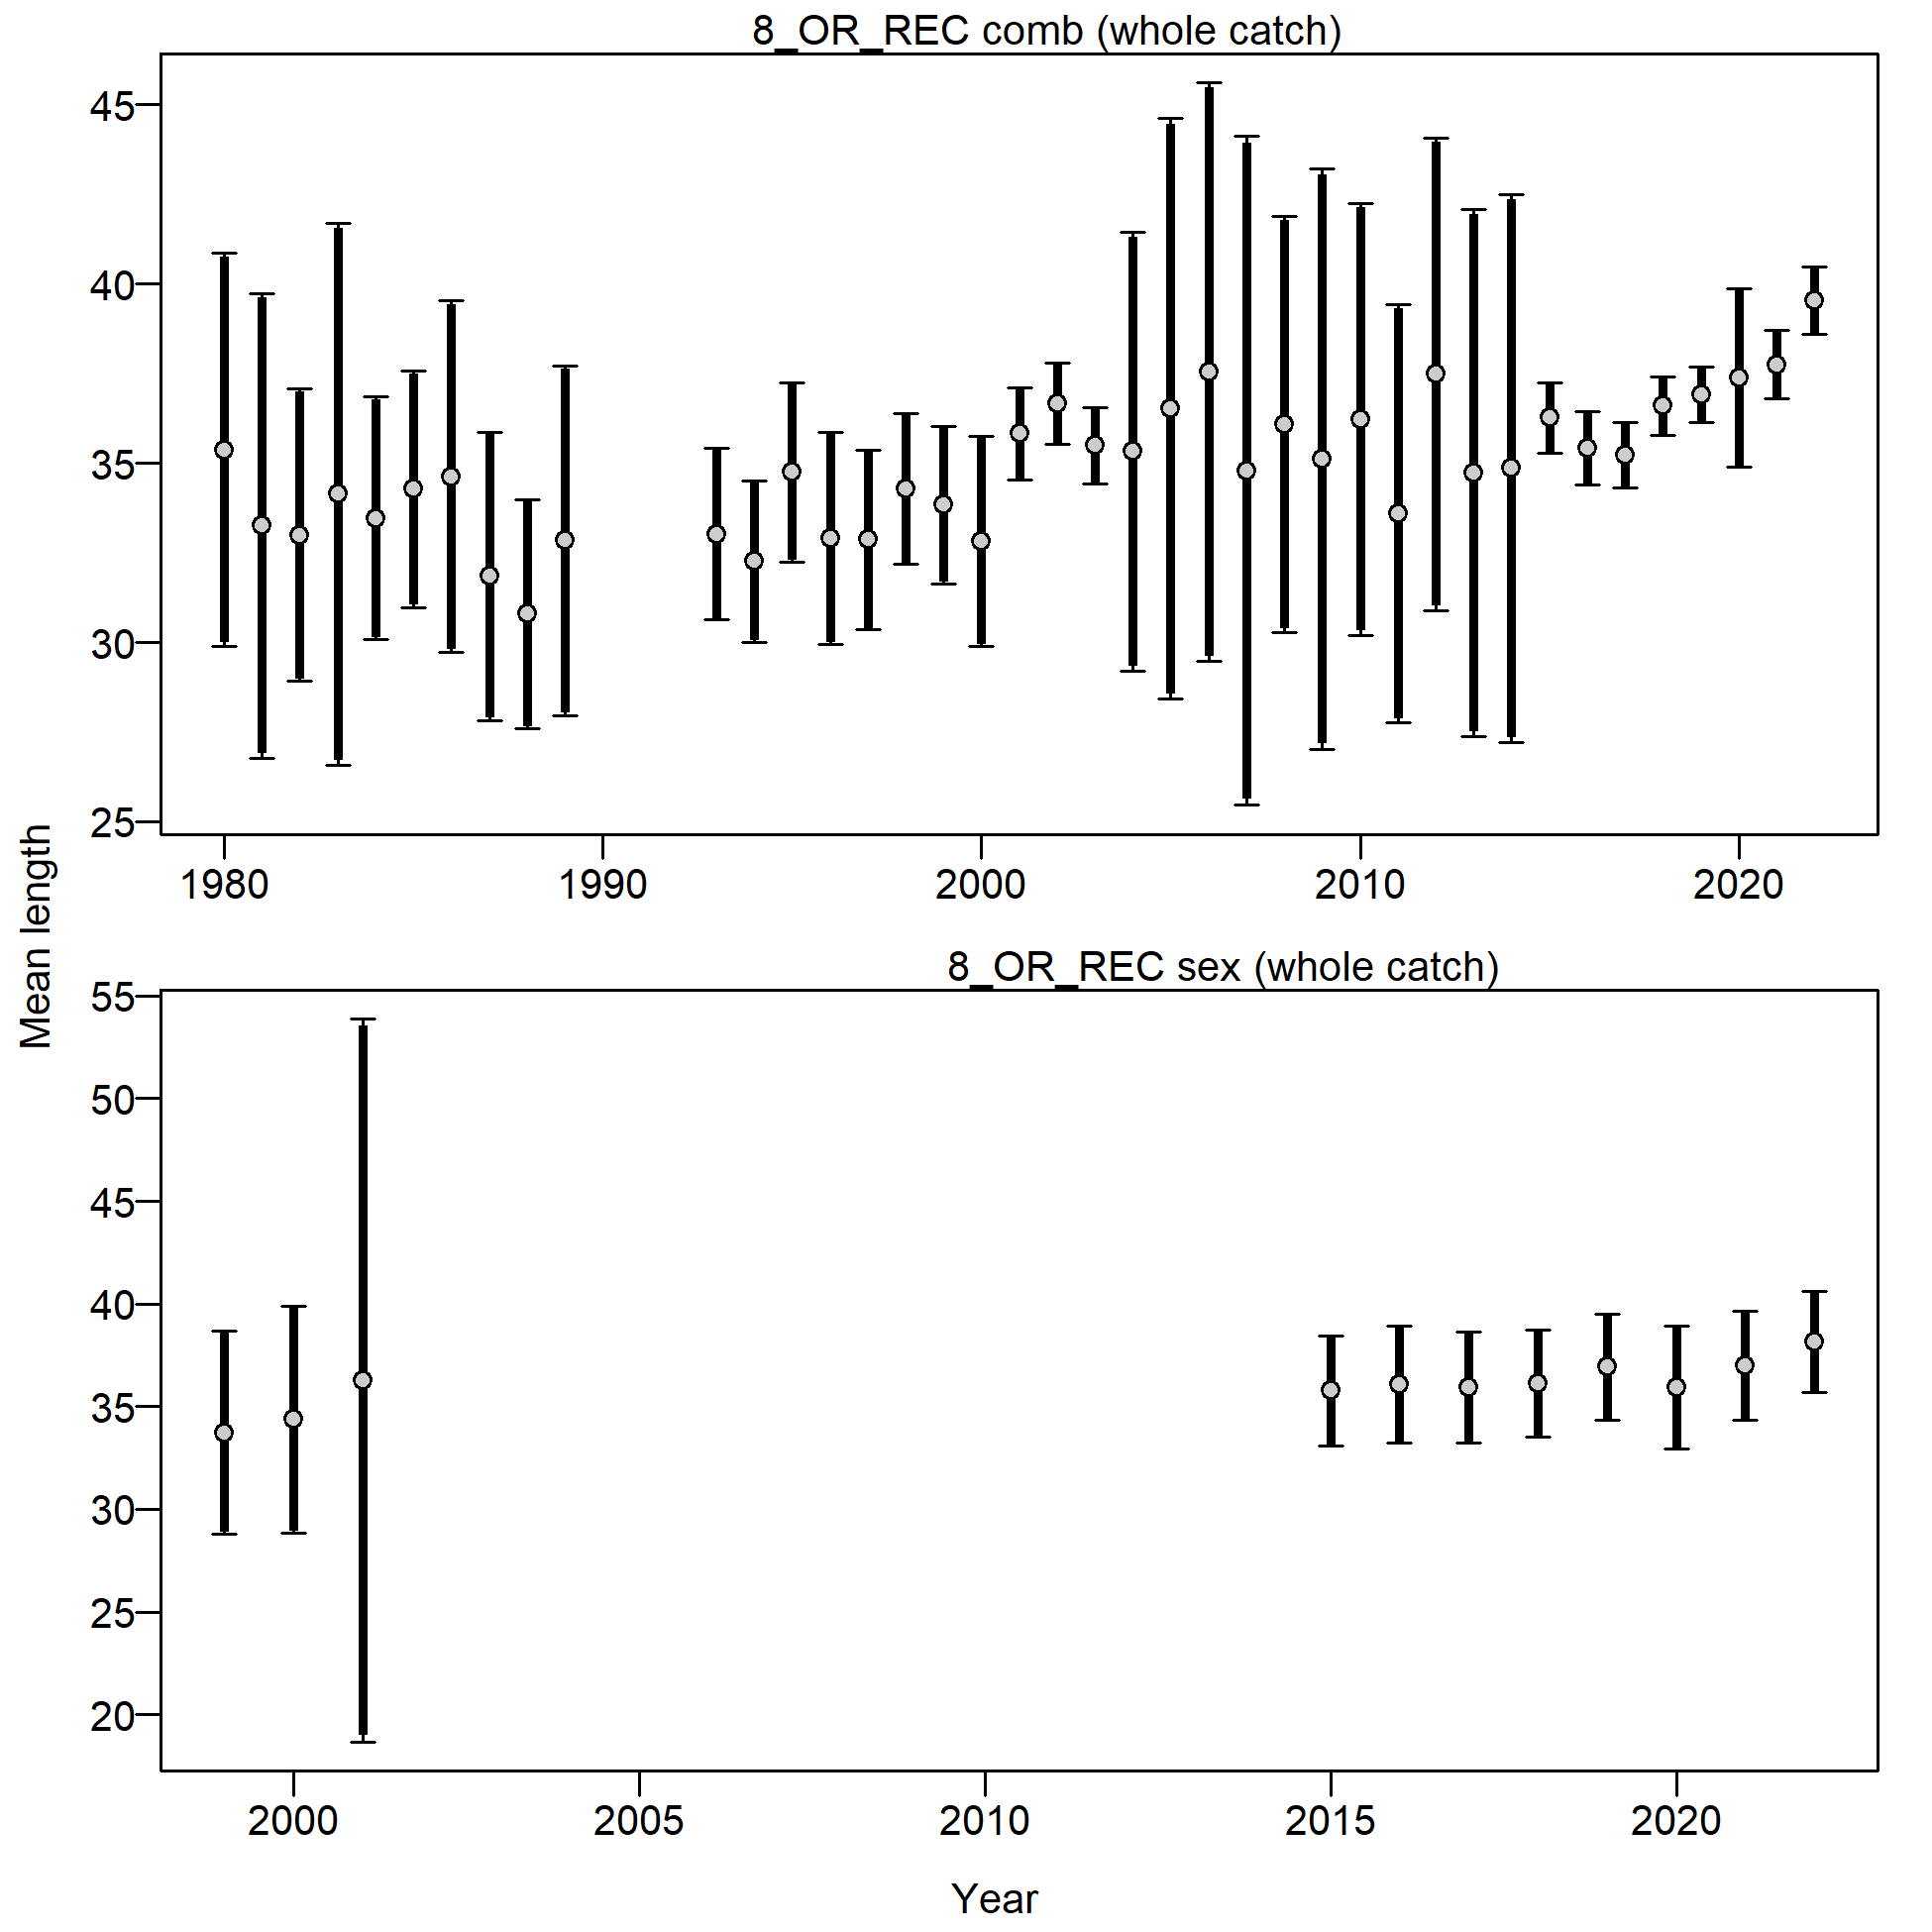 8_OR_REC comb (whole catch)
45
40
35
30
25
1980 1990 2000 2010 2020
Mean length
8_OR_REC sex (whole catch)
55
50
45
40
35
30
25
20
2000 2005 2010 2015 2020
Year